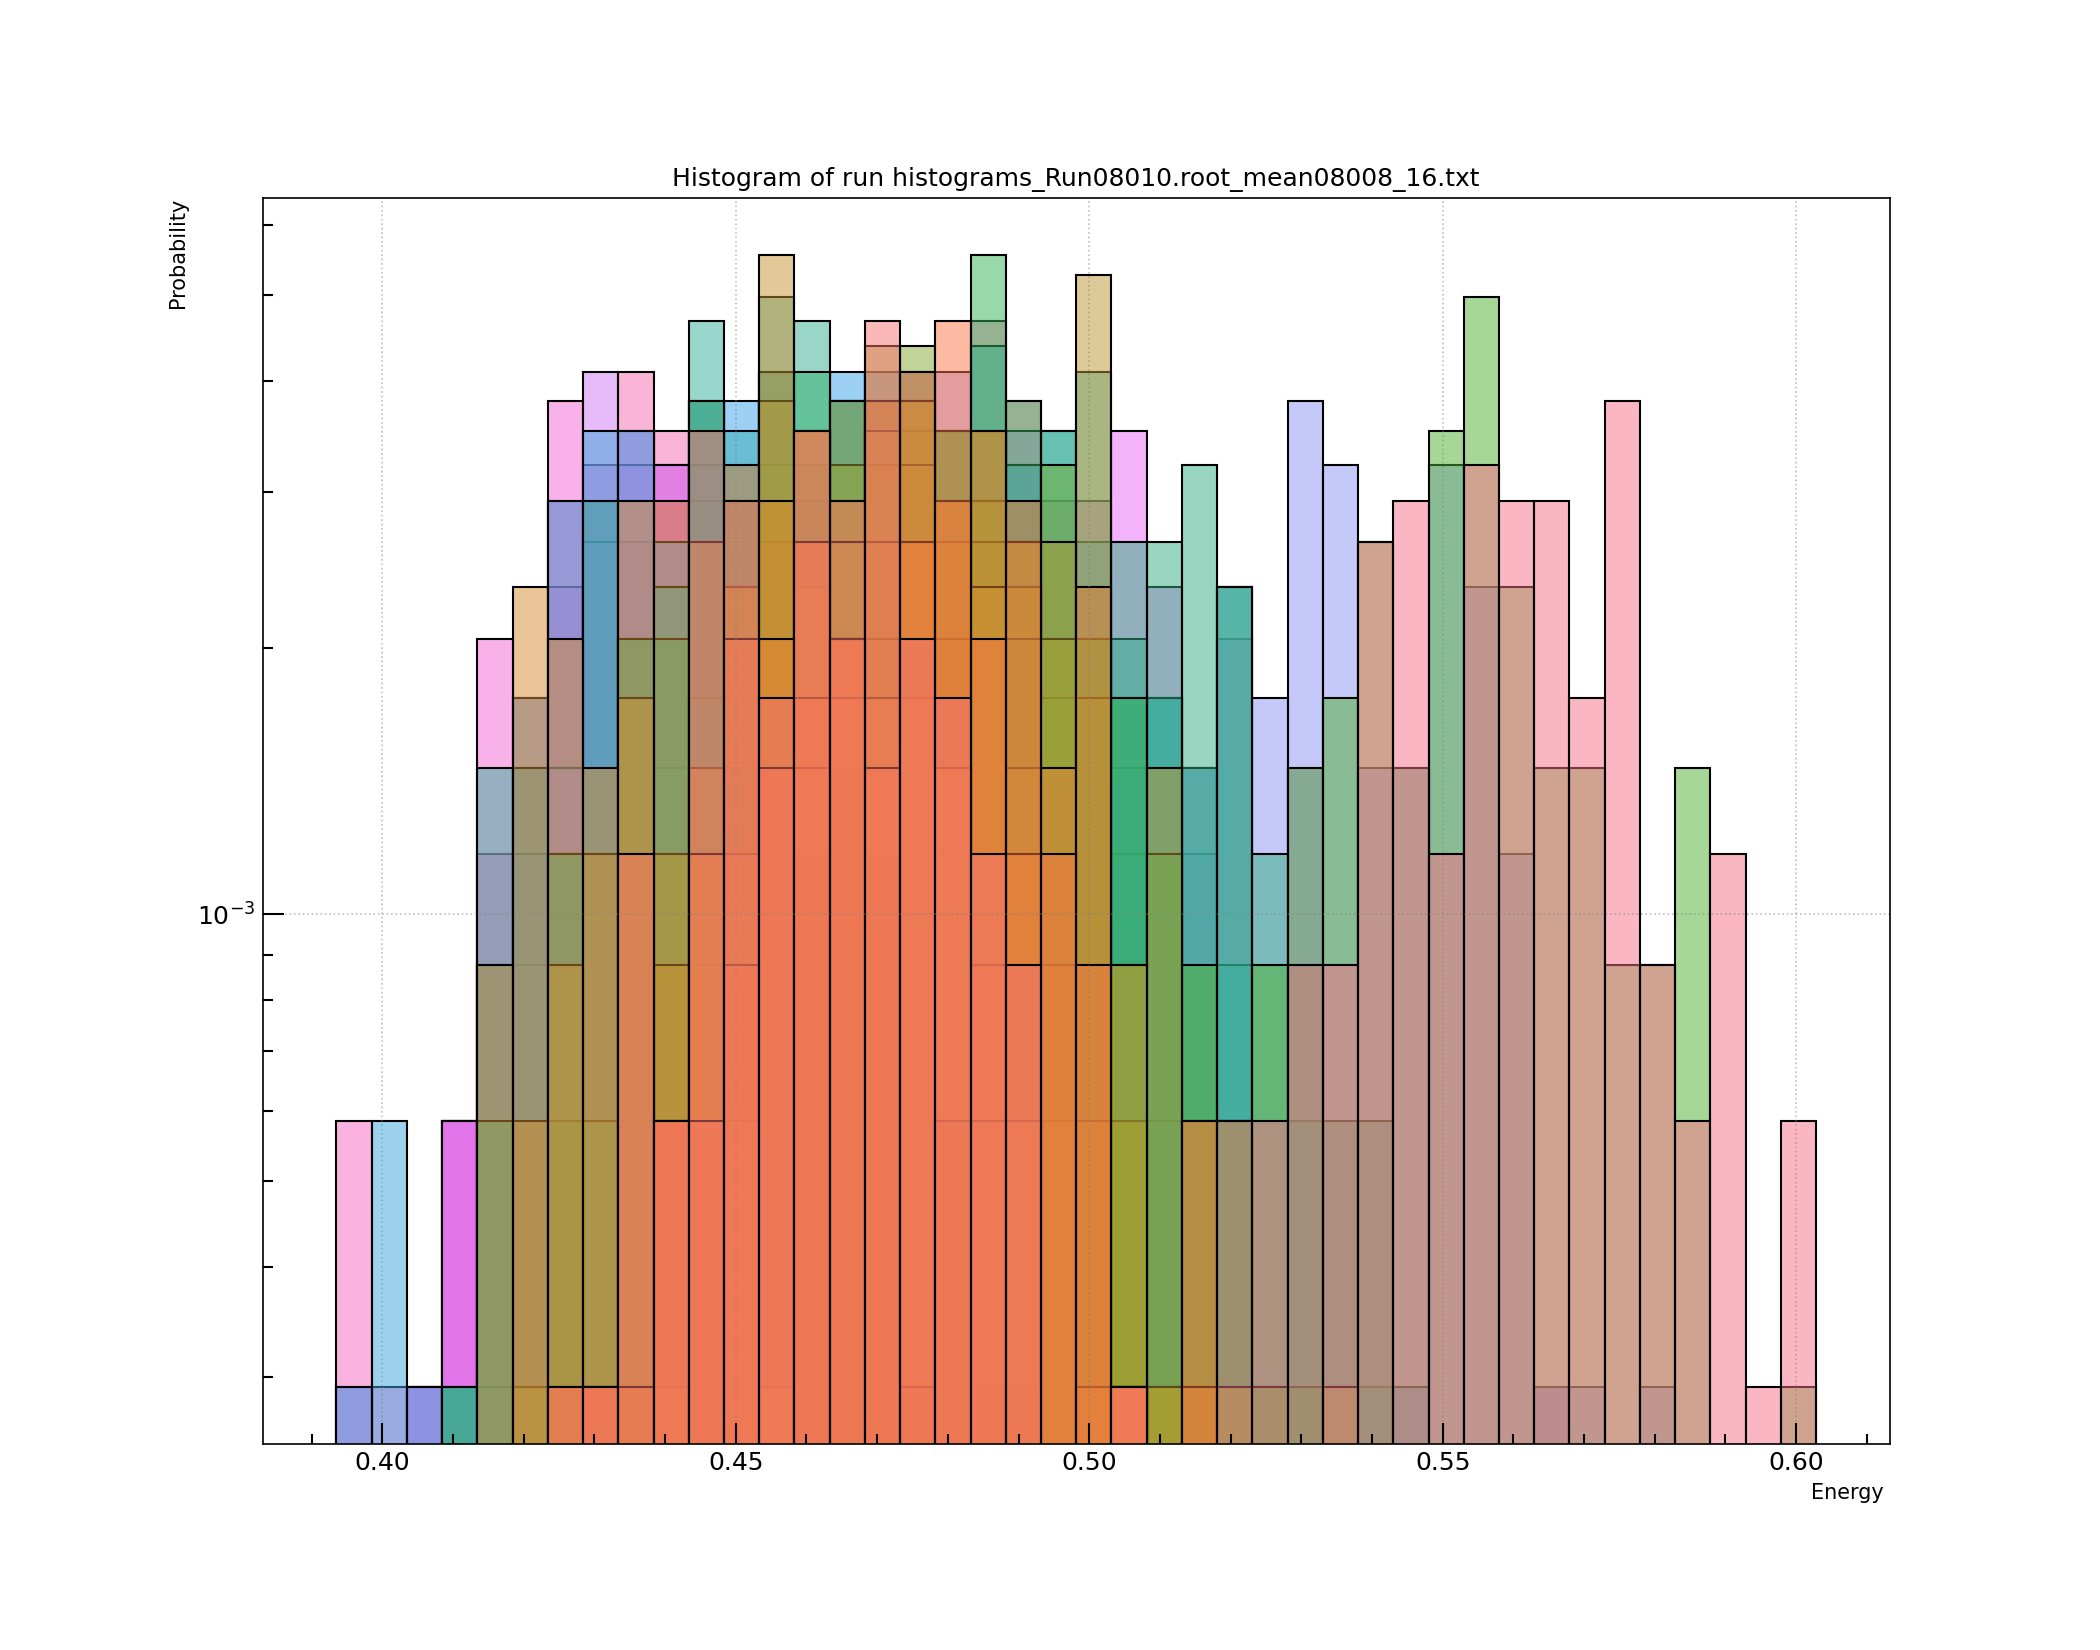 Histogram of run histograms_Run08010.root_mean08008_16.txt
Probability
10⁻³
0.40 0.45 0.50 0.55 0.60
Energy